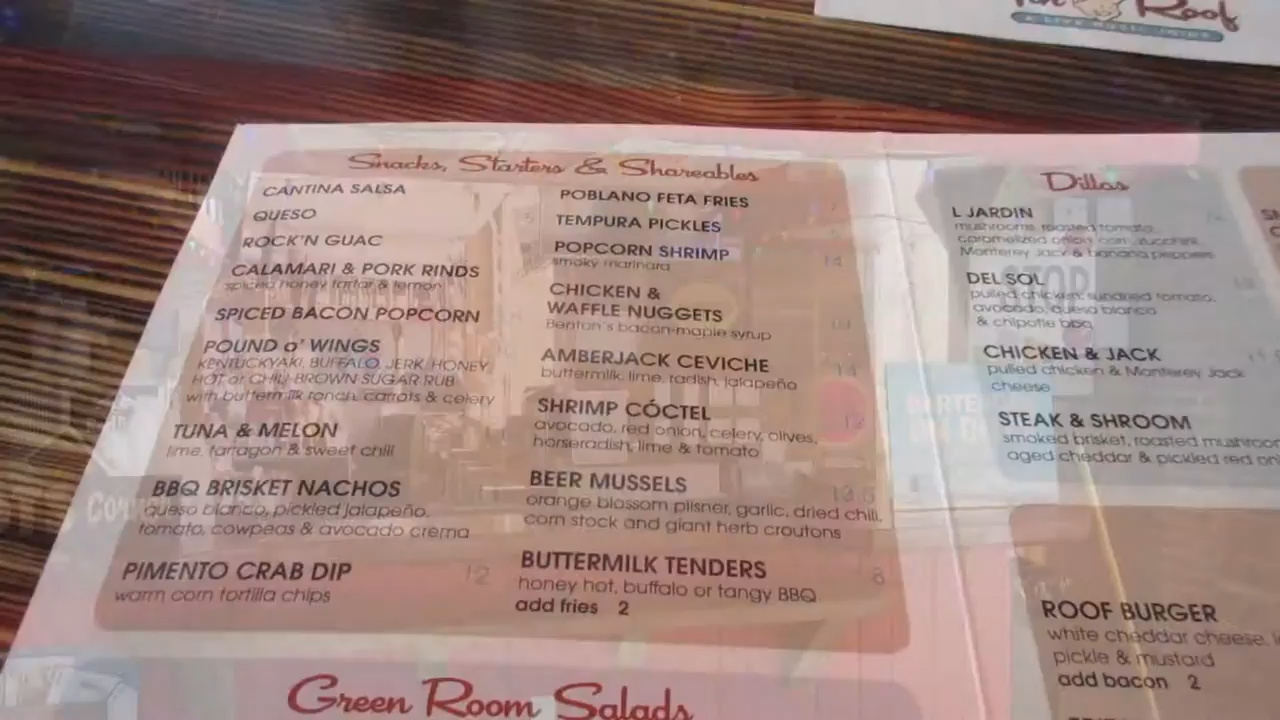 Roof
A LIVE MUSIC JOINT
Snacks, Starters & Shareables
CANTINA SALSA
QUESO
5
ROCK'N GUAC
CALAMARI & PORK RINDS
spiced honey tartar & lemon
SPICED BACON POPCORN
POUND o' WINGS
KENTUCKYAKI, BUFFALO, JERK, HONEY
HOT or CHILI-BROWN SUGAR RUB
with buttermilk ranch, carrots & celery
TUNA & MELON
lime, tarragon & sweet chili
BBQ BRISKET NACHOS
queso blanco, pickled jalapeño,
tomato, cowpeas & avocado crema
PIMENTO CRAB DIP 12
warm corn tortilla chips
POBLANO FETA FRIES
TEMPURA PICKLES
POPCORN SHRIMP 14
smoky marinara
CHICKEN &
WAFFLE NUGGETS
Benton's bacon-maple syrup
AMBERJACK CEVICHE 14
buttermilk, lime, radish, jalapeño
SHRIMP CÓCTEL 12
avocado, red onion, celery, olives,
horseradish, lime & tomato
BEER MUSSELS 13.5
orange blossom pilsner, garlic, dried chili,
corn stock and giant herb croutons
BUTTERMILK TENDERS 8
honey hot, buffalo or tangy BBQ
add fries 2
Green Room Salads
Dillas
L JARDIN
mushrooms, roasted tomato,
caramelized onion, corn, zucchini,
Monterey Jack & banana peppers
DEL SOL
pulled chicken, sundried tomato,
avocado, queso blanco
& chipotle bbq
CHICKEN & JACK
pulled chicken & Monterey Jack
cheese
STEAK & SHROOM
smoked brisket, roasted mushroo
aged cheddar & pickled red on
ROOF BURGER
white cheddar cheese,
pickle & mustard
add bacon 2